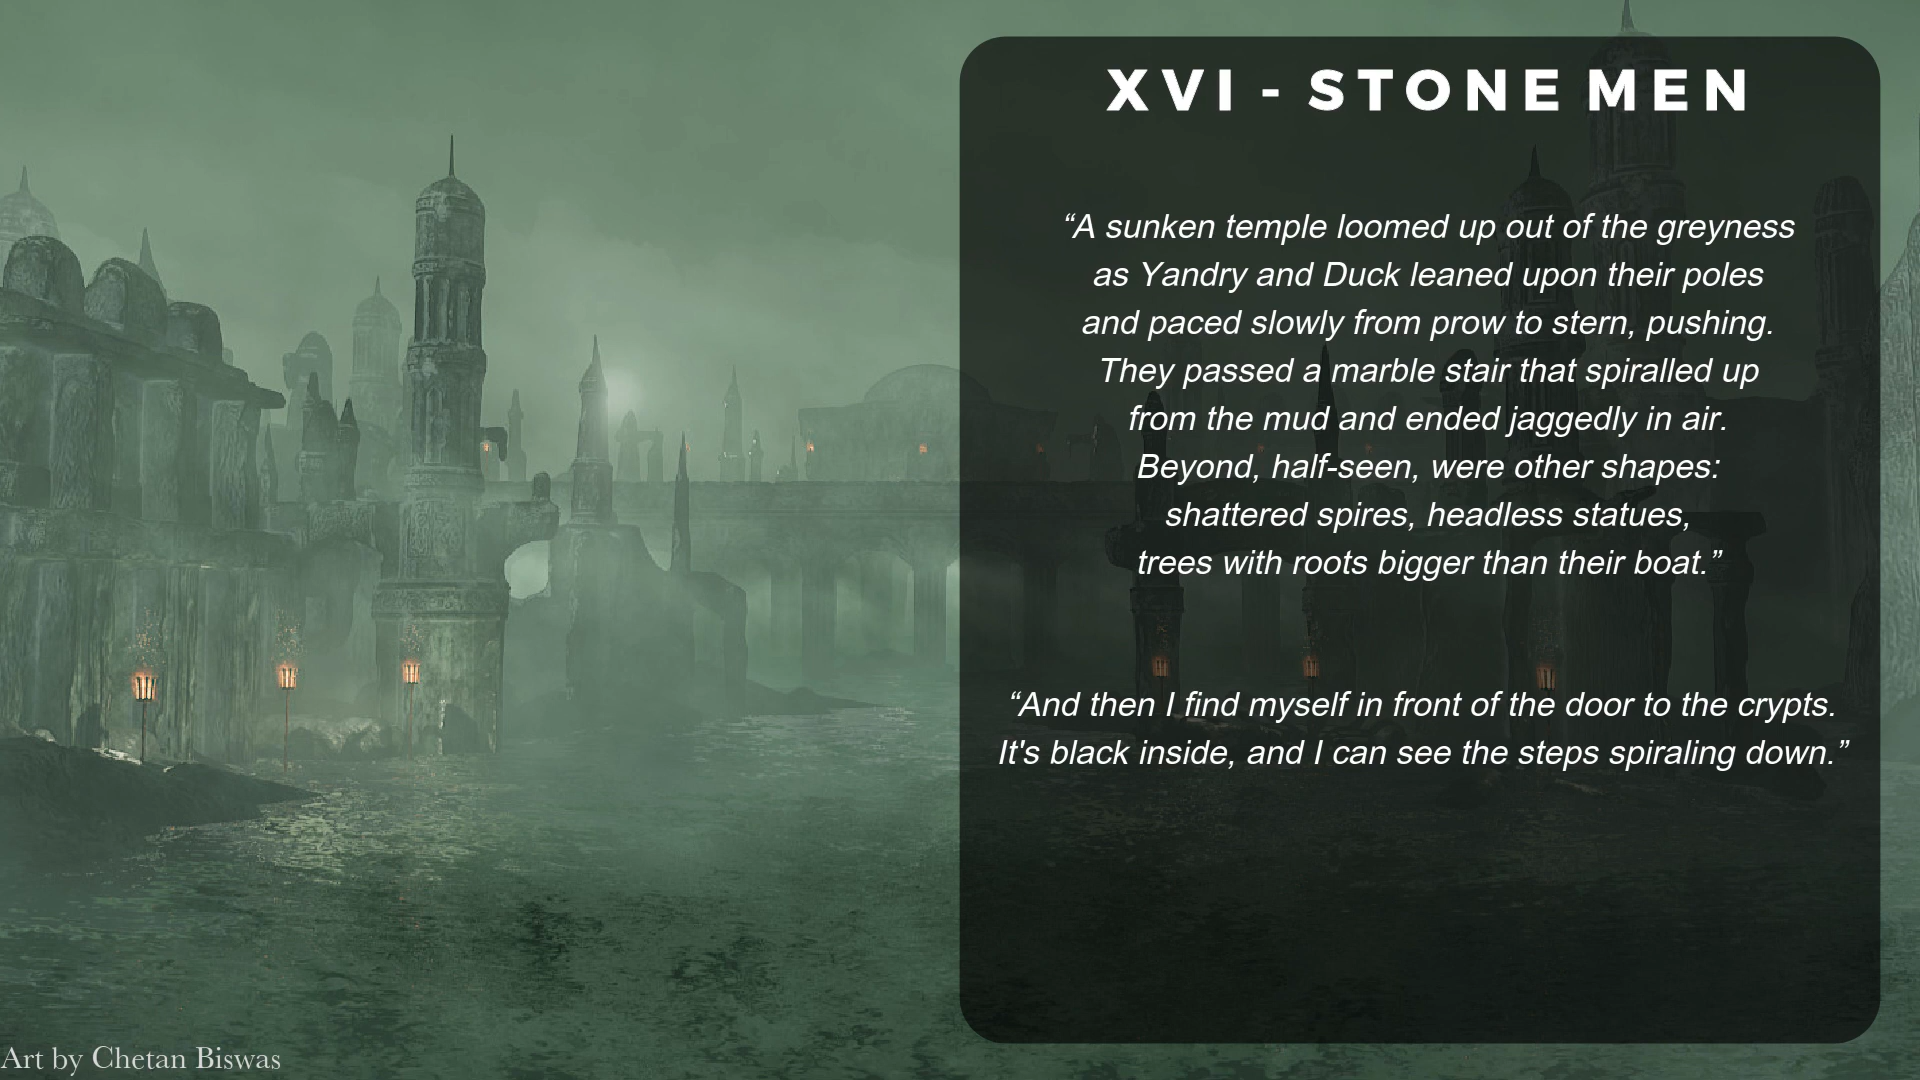 XVI - STONE MEN
“A sunken temple loomed up out of the greyness
as Yandry and Duck leaned upon their poles
and paced slowly from prow to stern, pushing.
They passed a marble stair that spiralled up
from the mud and ended jaggedly in air.
Beyond, half-seen, were other shapes:
shattered spires, headless statues,
trees with roots bigger than their boat.”
“And then I find myself in front of the door to the crypts.
It's black inside, and I can see the steps spiraling down.”
Art by Chetan Biswas